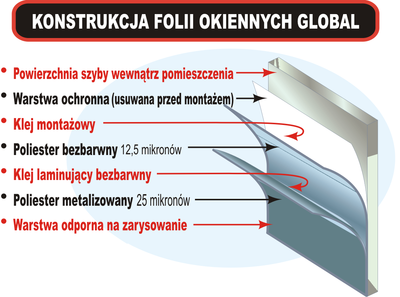 KONSTRUKCJA FOLII OKIENNYCH GLOBAL
• Powierzchnia szyby wewnątrz pomieszczenia
• Warstwa ochronna (usuwana przed montażem)
• Klej montażowy
• Poliester bezbarwny 12,5 mikronów
• Klej laminujący bezbarwny
• Poliester metalizowany 25 mikronów
• Warstwa odporna na zarysowanie